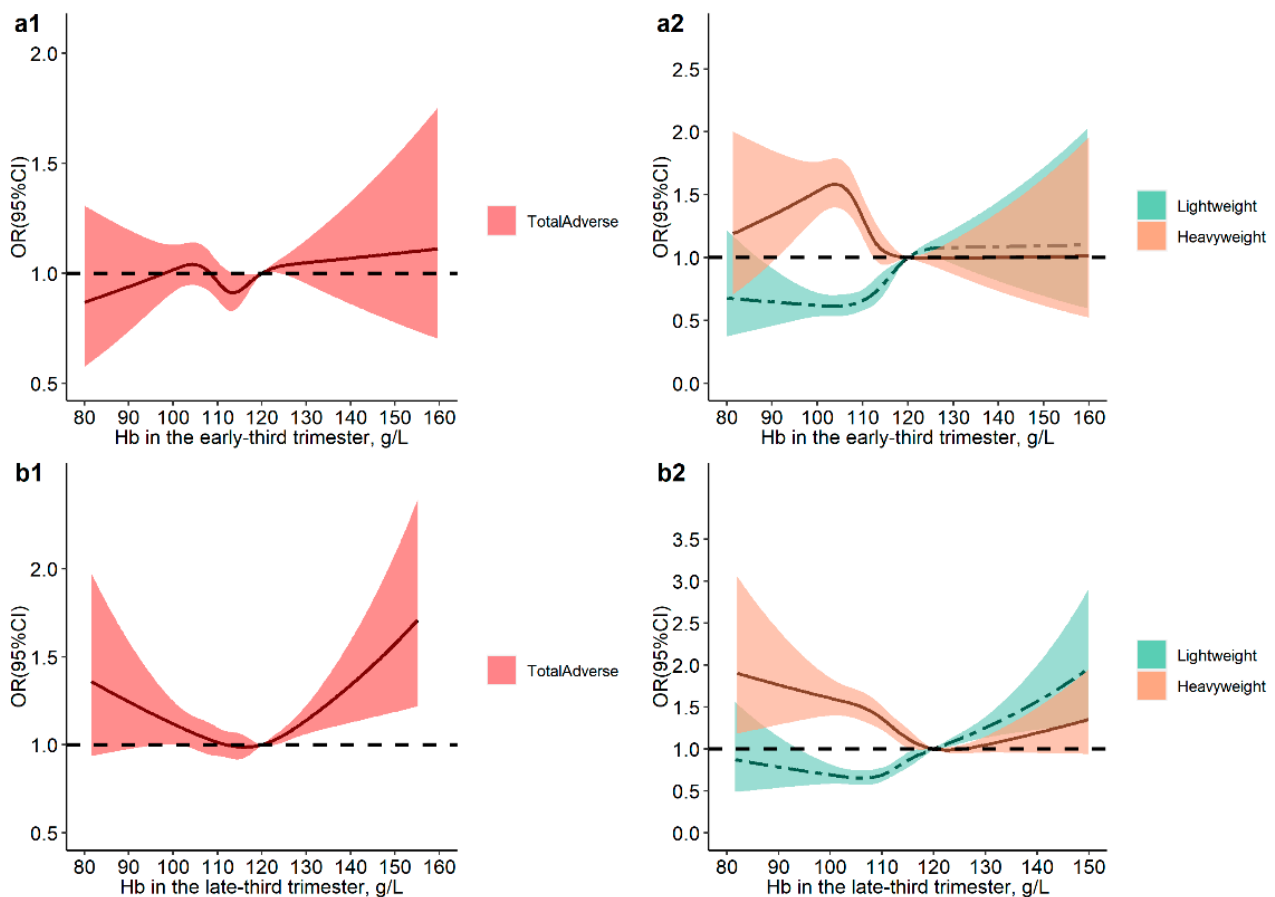 a1
2.0
1.5
1.0
0.5
OR(95%CI)
80 90 100 110 120 130 140 150 160
Hb in the early-third trimester, g/L
TotalAdverse
a2
2.5
2.0
1.5
1.0
0.5
0.0
OR(95%CI)
80 90 100 110 120 130 140 150 160
Hb in the early-third trimester, g/L
Lightweight
Heavyweight
b1
2.0
1.5
1.0
0.5
OR(95%CI)
80 90 100 110 120 130 140 150 160
Hb in the late-third trimester, g/L
TotalAdverse
b2
3.5
3.0
2.5
2.0
1.5
1.0
0.5
0.0
OR(95%CI)
80 90 100 110 120 130 140 150
Hb in the late-third trimester, g/L
Lightweight
Heavyweight